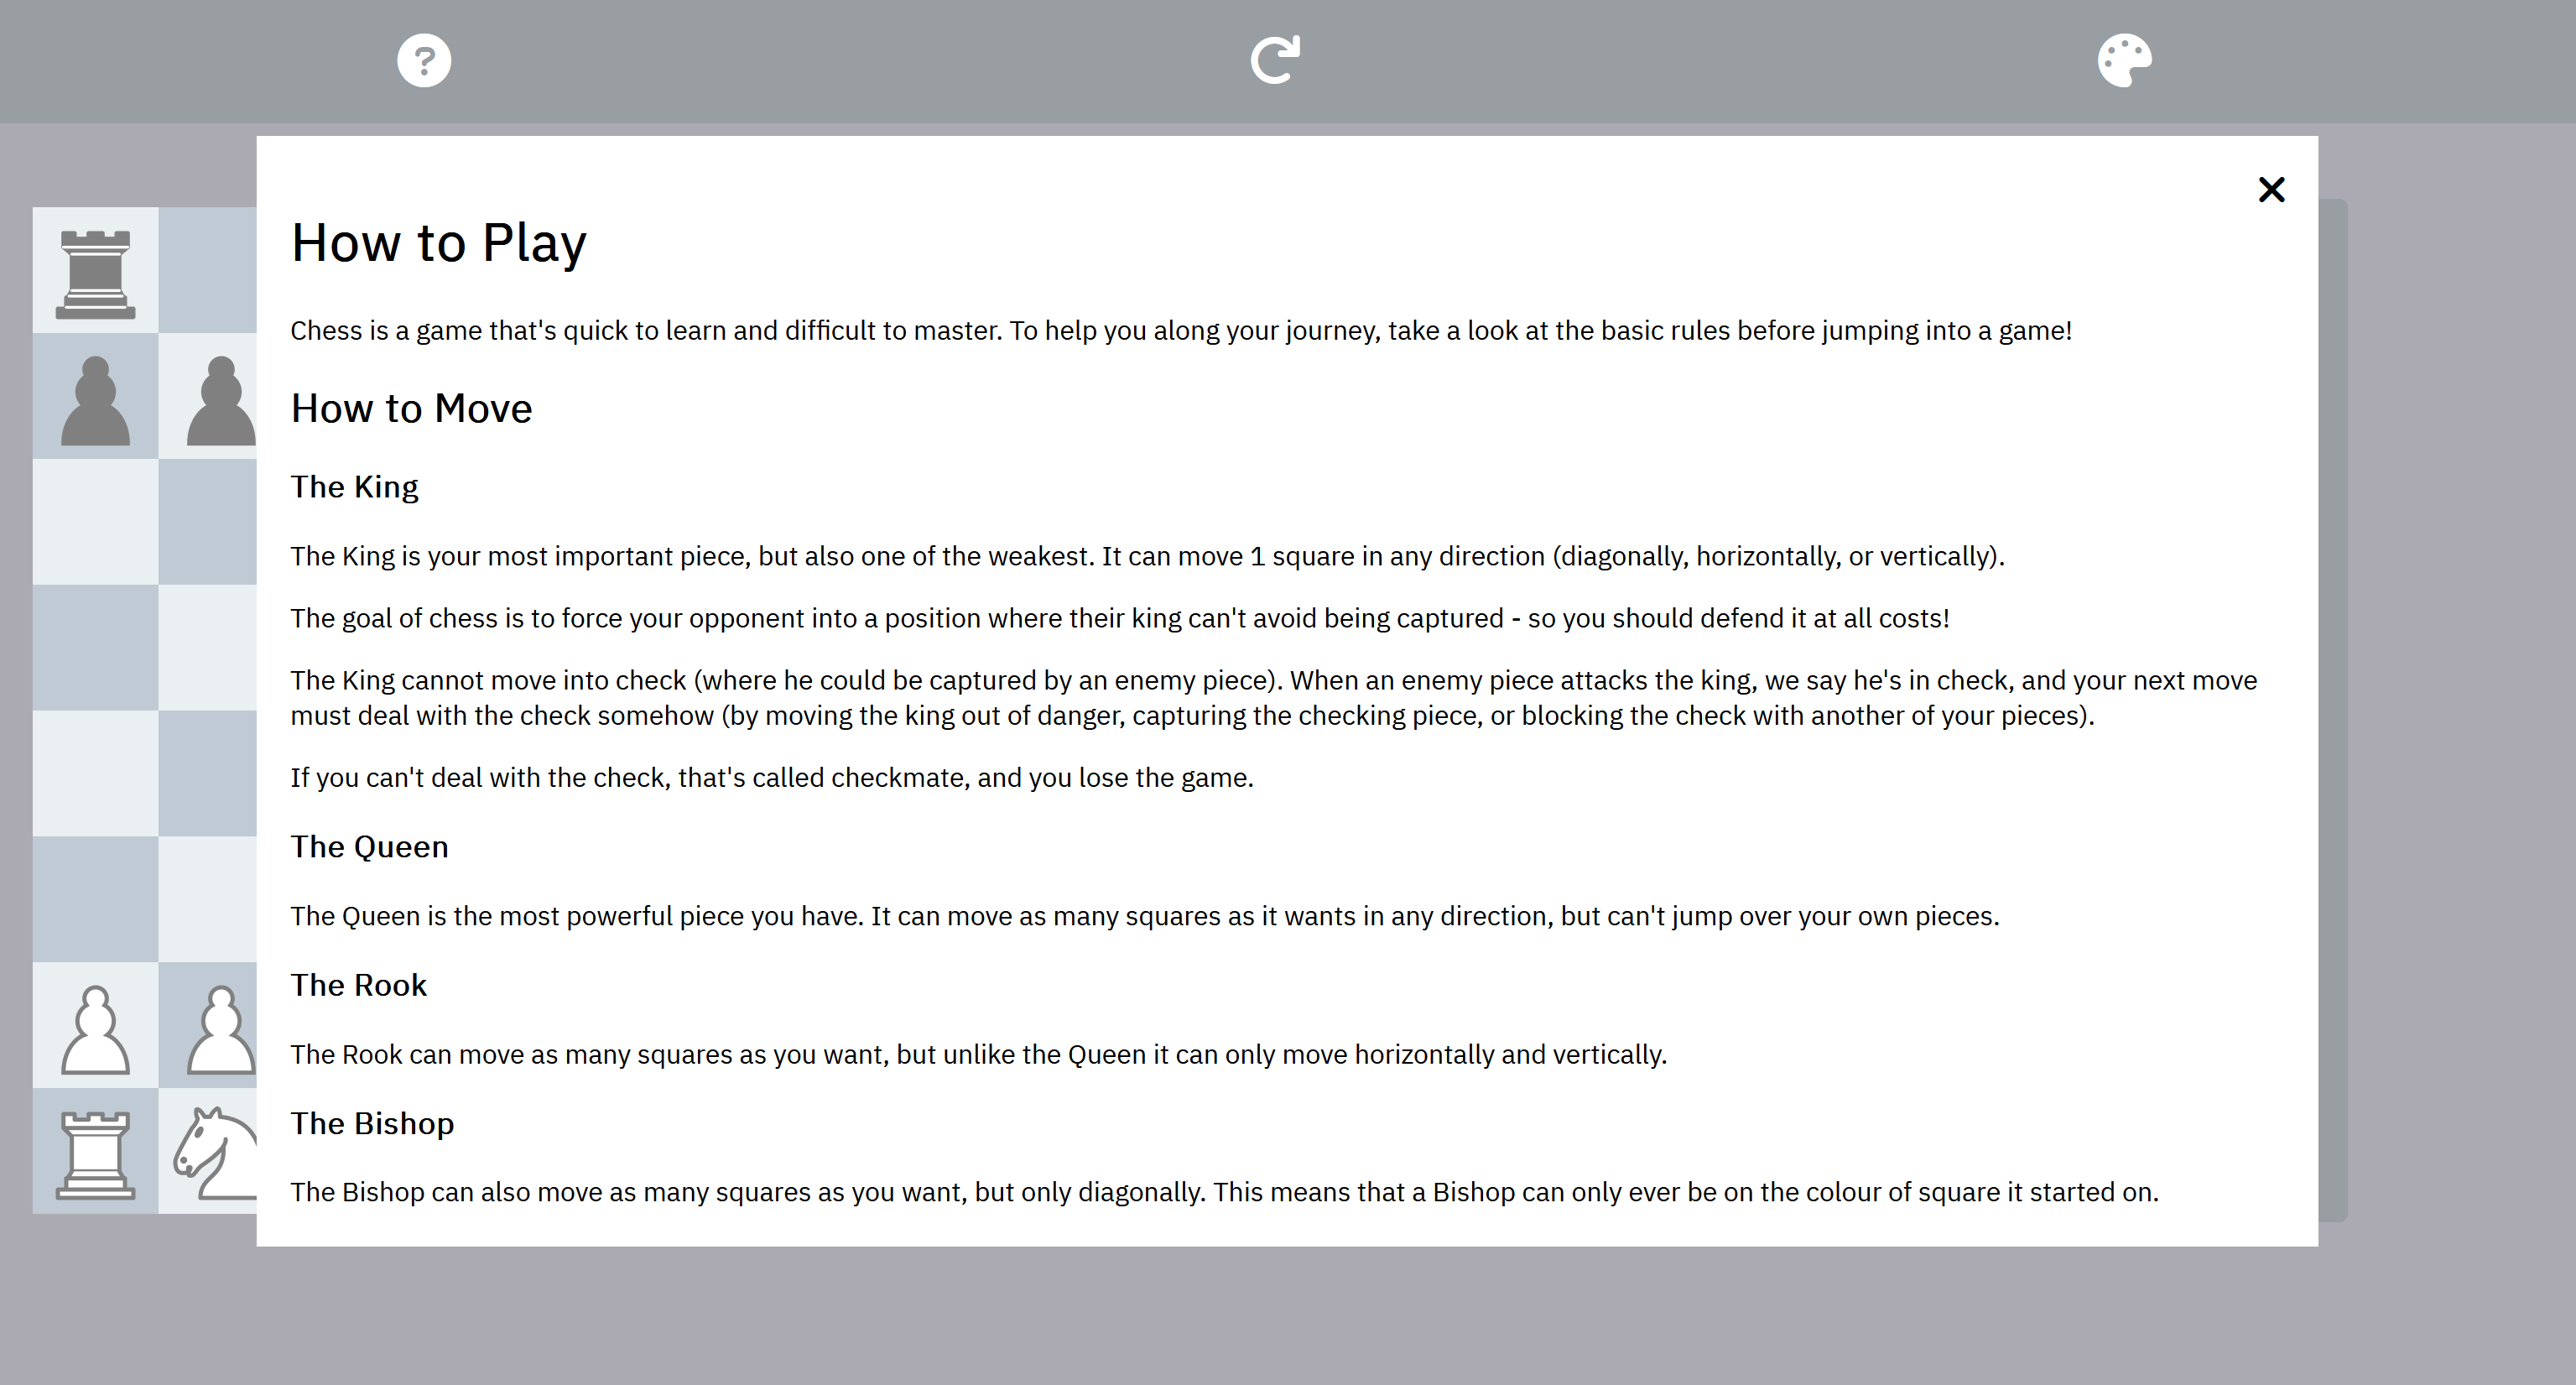 How to Play
Chess is a game that's quick to learn and difficult to master. To help you along your journey, take a look at the basic rules before jumping into a game!
How to Move
The King
The King is your most important piece, but also one of the weakest. It can move 1 square in any direction (diagonally, horizontally, or vertically).
The goal of chess is to force your opponent into a position where their king can't avoid being captured - so you should defend it at all costs!
The King cannot move into check (where he could be captured by an enemy piece). When an enemy piece attacks the king, we say he's in check, and your next move
must deal with the check somehow (by moving the king out of danger, capturing the checking piece, or blocking the check with another of your pieces).
If you can't deal with the check, that's called checkmate, and you lose the game.
The Queen
The Queen is the most powerful piece you have. It can move as many squares as it wants in any direction, but can't jump over your own pieces.
The Rook
The Rook can move as many squares as you want, but unlike the Queen it can only move horizontally and vertically.
The Bishop
The Bishop can also move as many squares as you want, but only diagonally. This means that a Bishop can only ever be on the colour of square it started on.